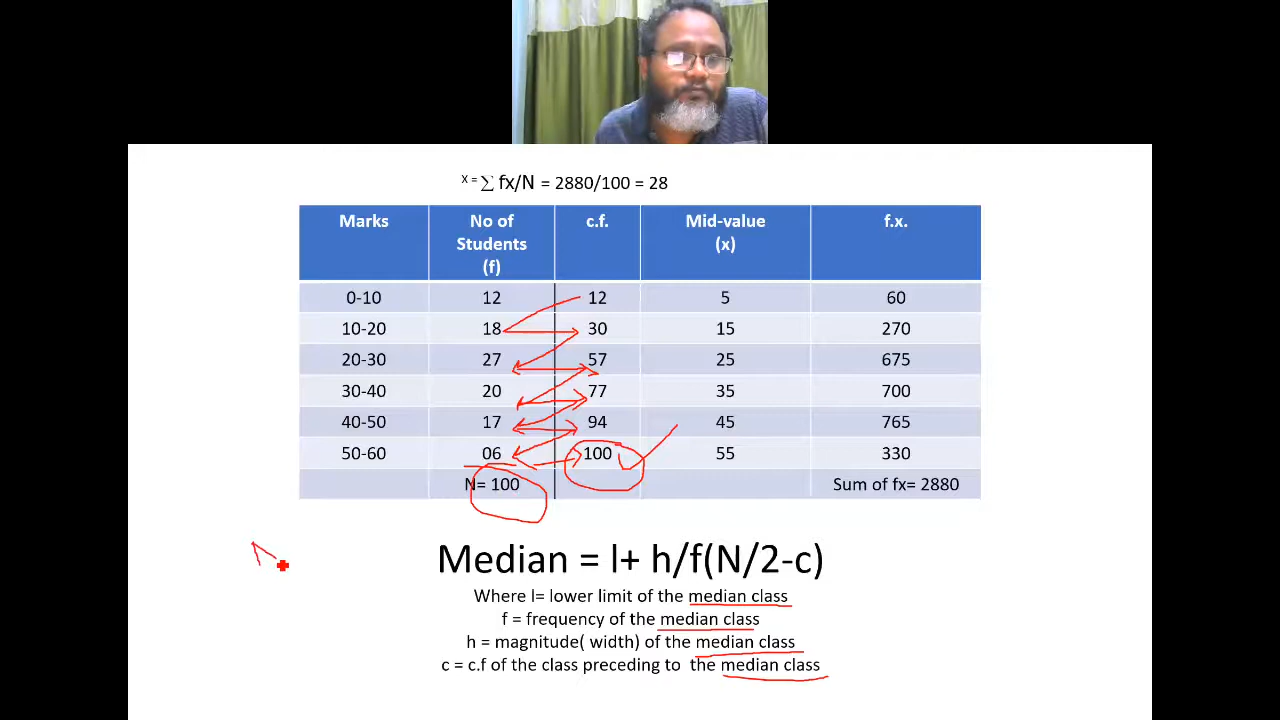 X = ∑ fx/N = 2880/100 = 28
Marks No of Students (f) c.f. Mid-value (x) f.x.
0-10 12 12 5 60
10-20 18 30 15 270
20-30 27 57 25 675
30-40 20 77 35 700
40-50 17 94 45 765
50-60 06 100 55 330
N= 100 Sum of fx= 2880
Median = l+ h/f(N/2-c)
Where l= lower limit of the median class
f = frequency of the median class
h = magnitude( width) of the median class
c = c.f of the class preceding to the median class